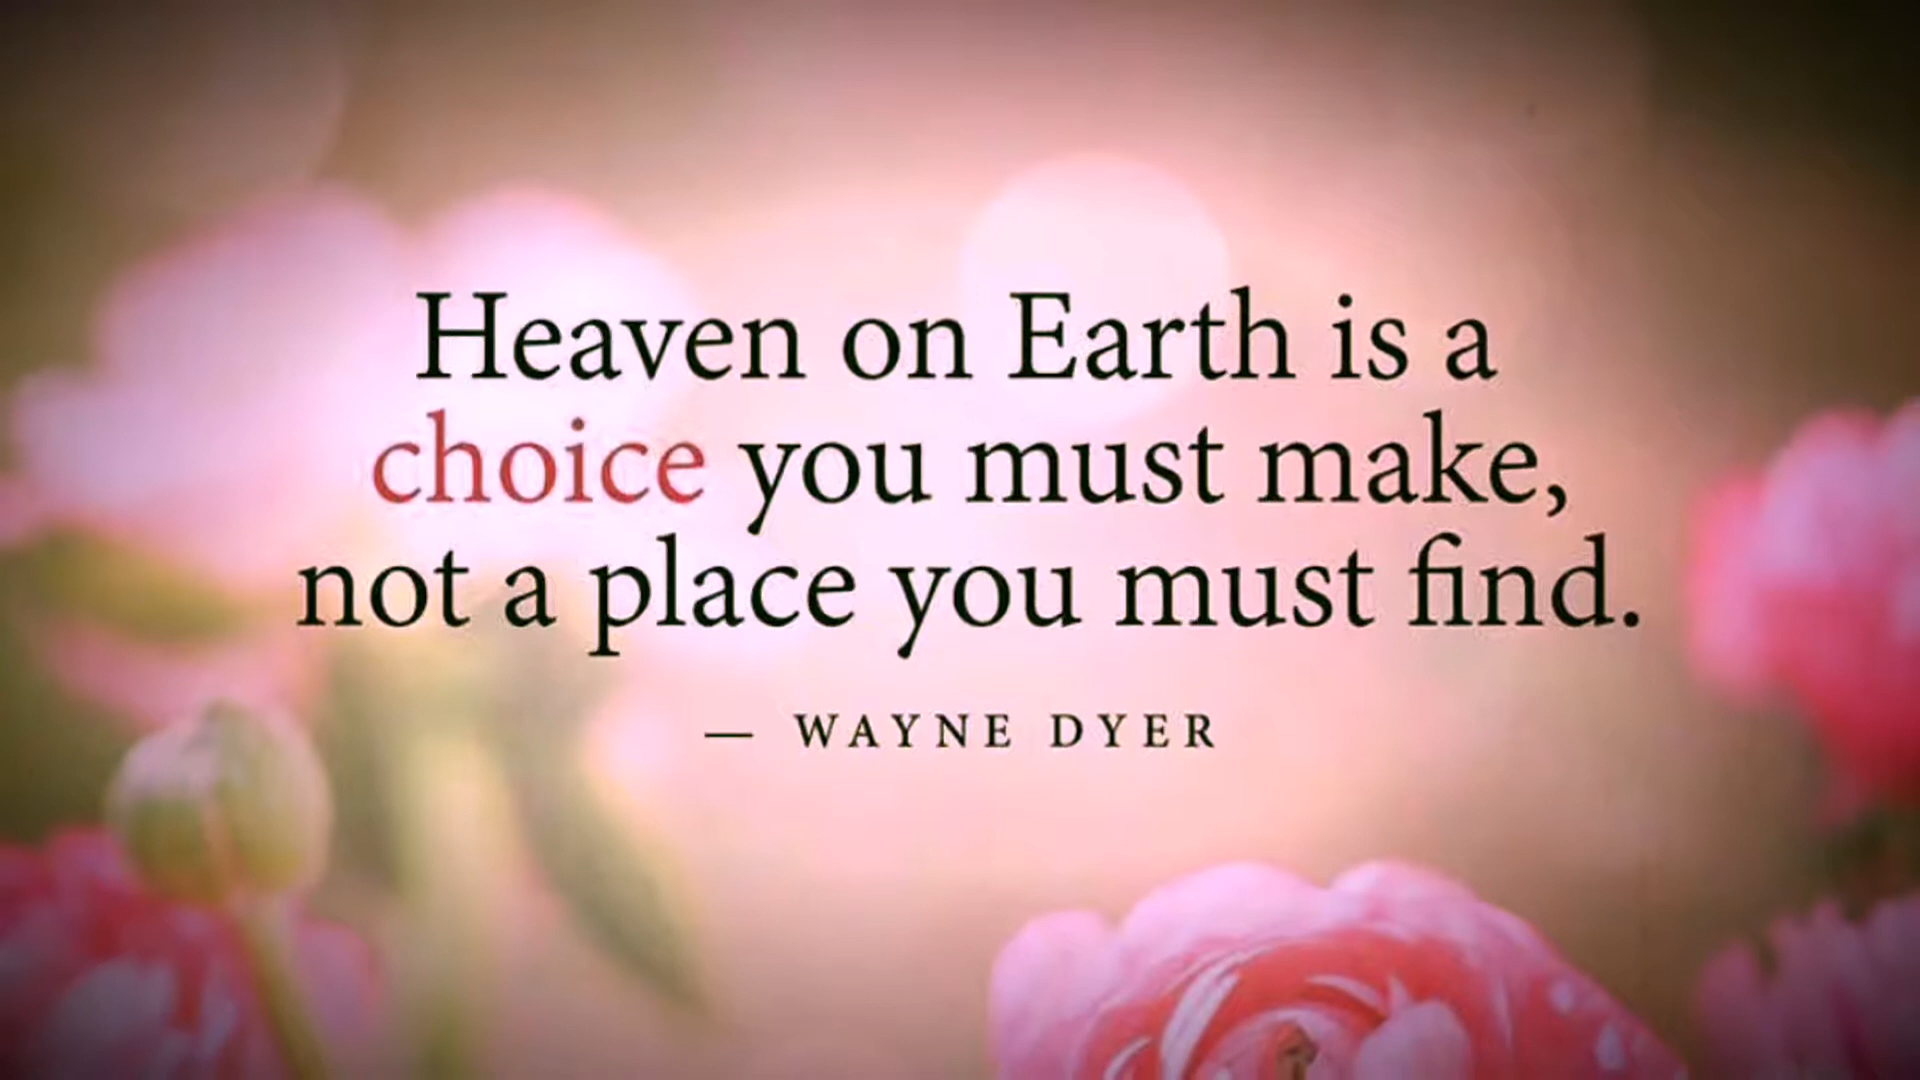 Heaven on Earth is a
choice you must make,
not a place you must find.
— WAYNE DYER